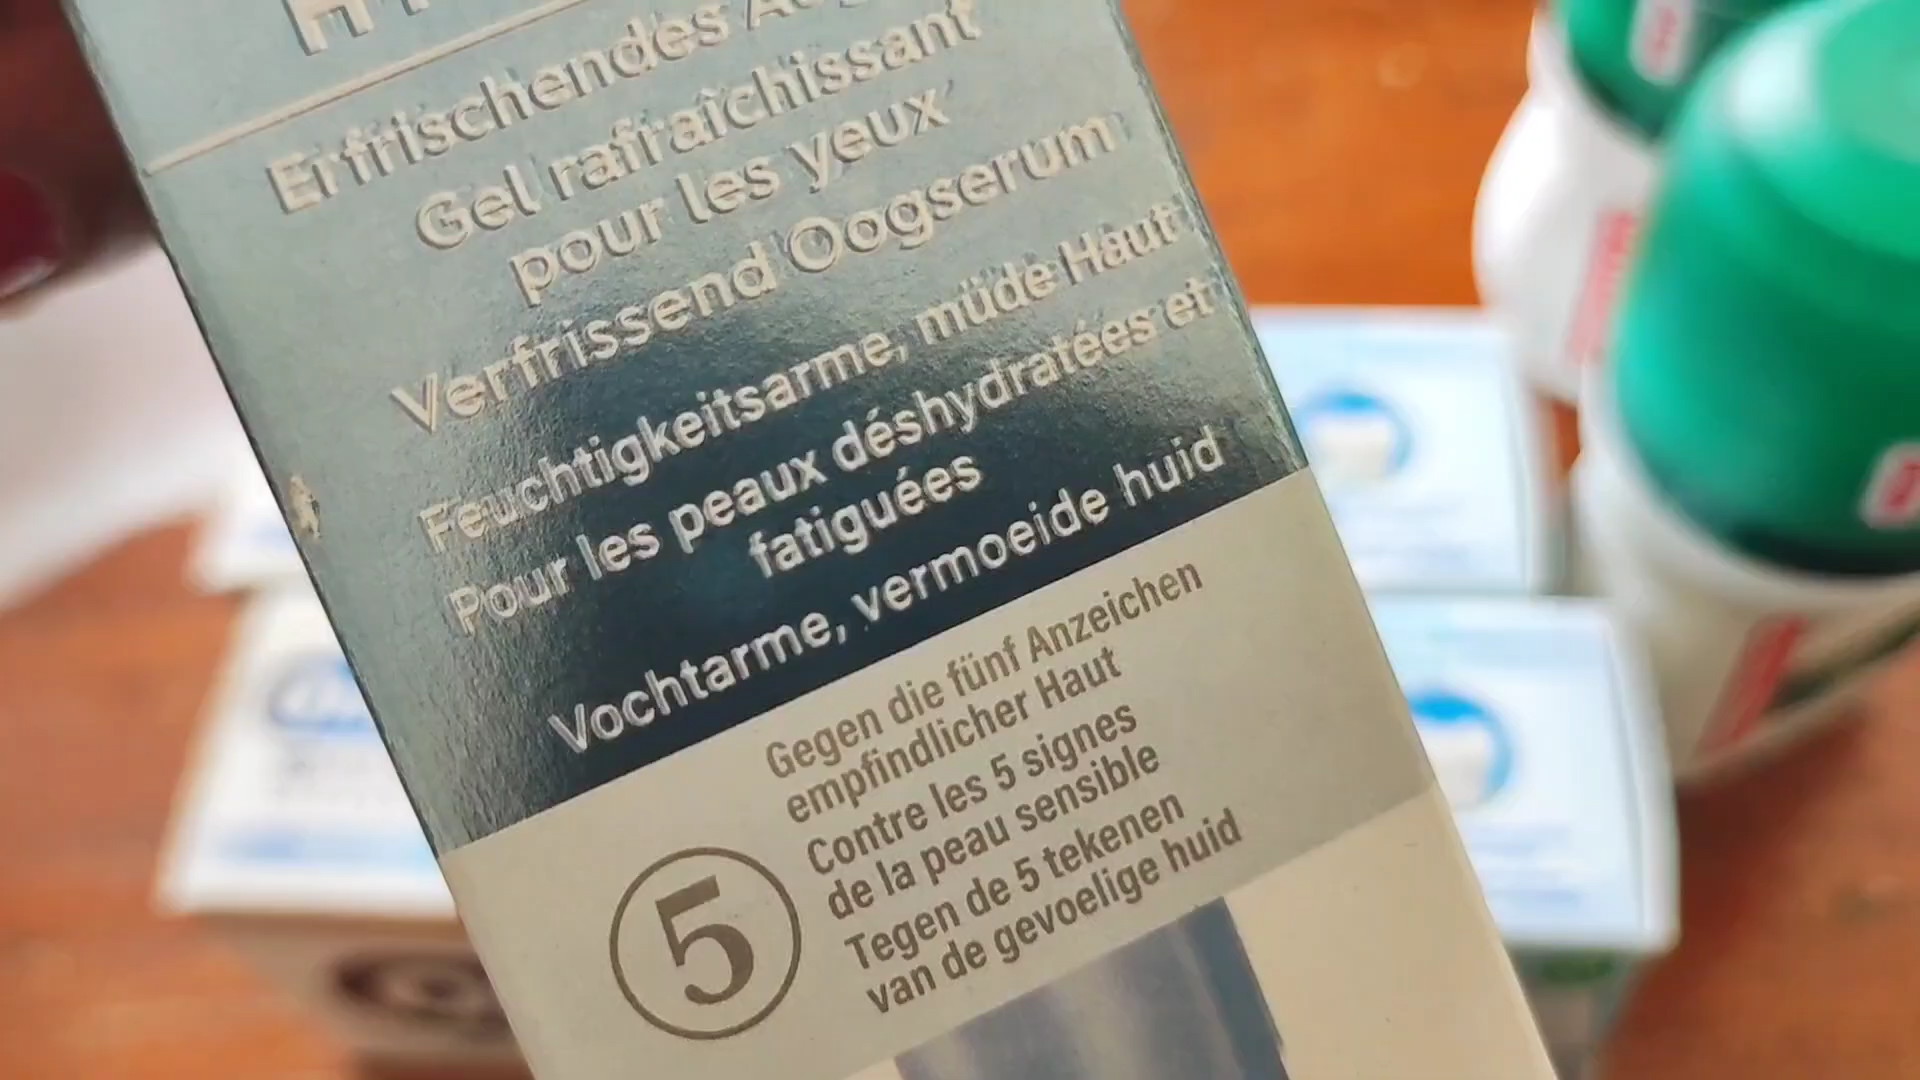 Erfrischendes
Gel rafraîchissant
pour les yeux
Verfrissend Oogserum
Feuchtigkeitsarme, müde Haut
Pour les peaux déshydratées et
fatiguées
Vochtarme, vermoeide huid
5
Gegen die fünf Anzeichen
empfindlicher Haut
Contre les 5 signes
de la peau sensible
Tegen de 5 tekenen
van de gevoelige huid